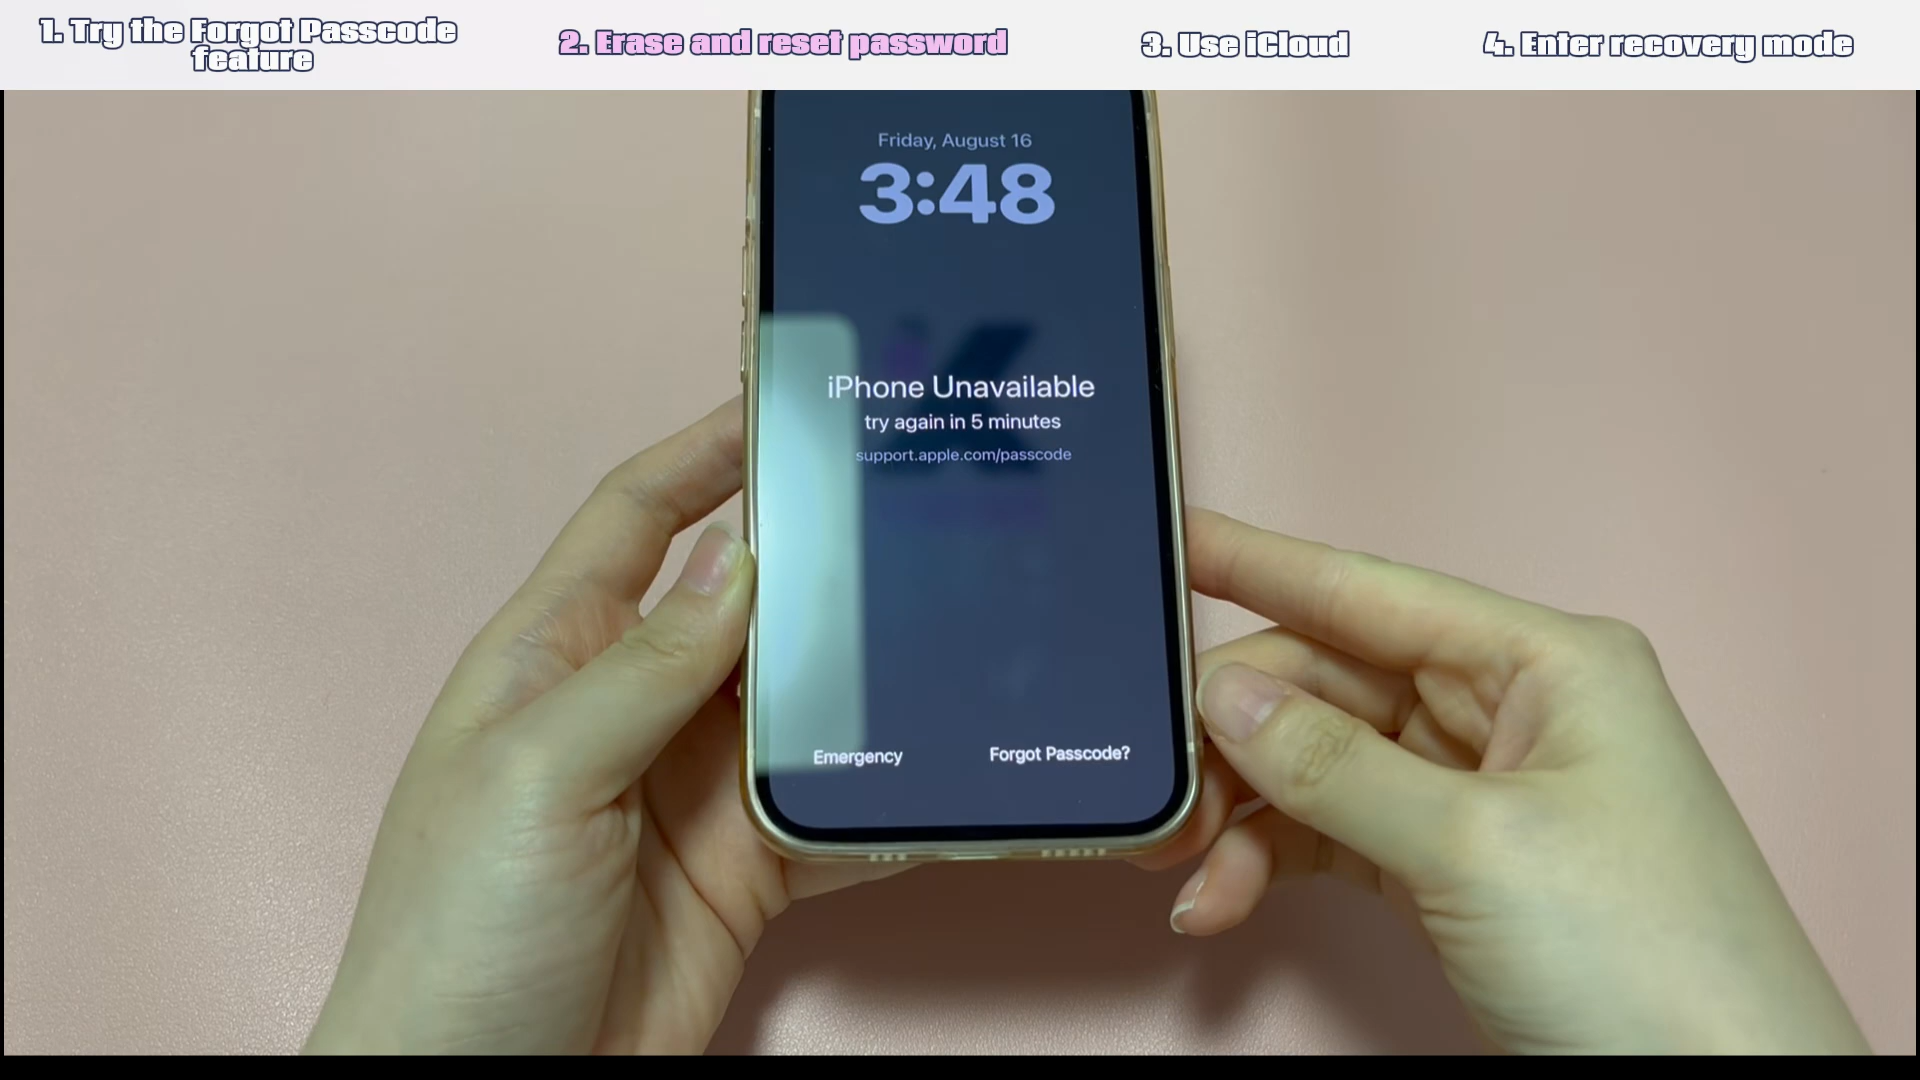 1. Try the Forgot Passcode
feature
2. Erase and reset password
3. Use iCloud
4. Enter recovery mode
Friday, August 16
3:48
iPhone Unavailable
try again in 5 minutes
support.apple.com/passcode
Emergency
Forgot Passcode?